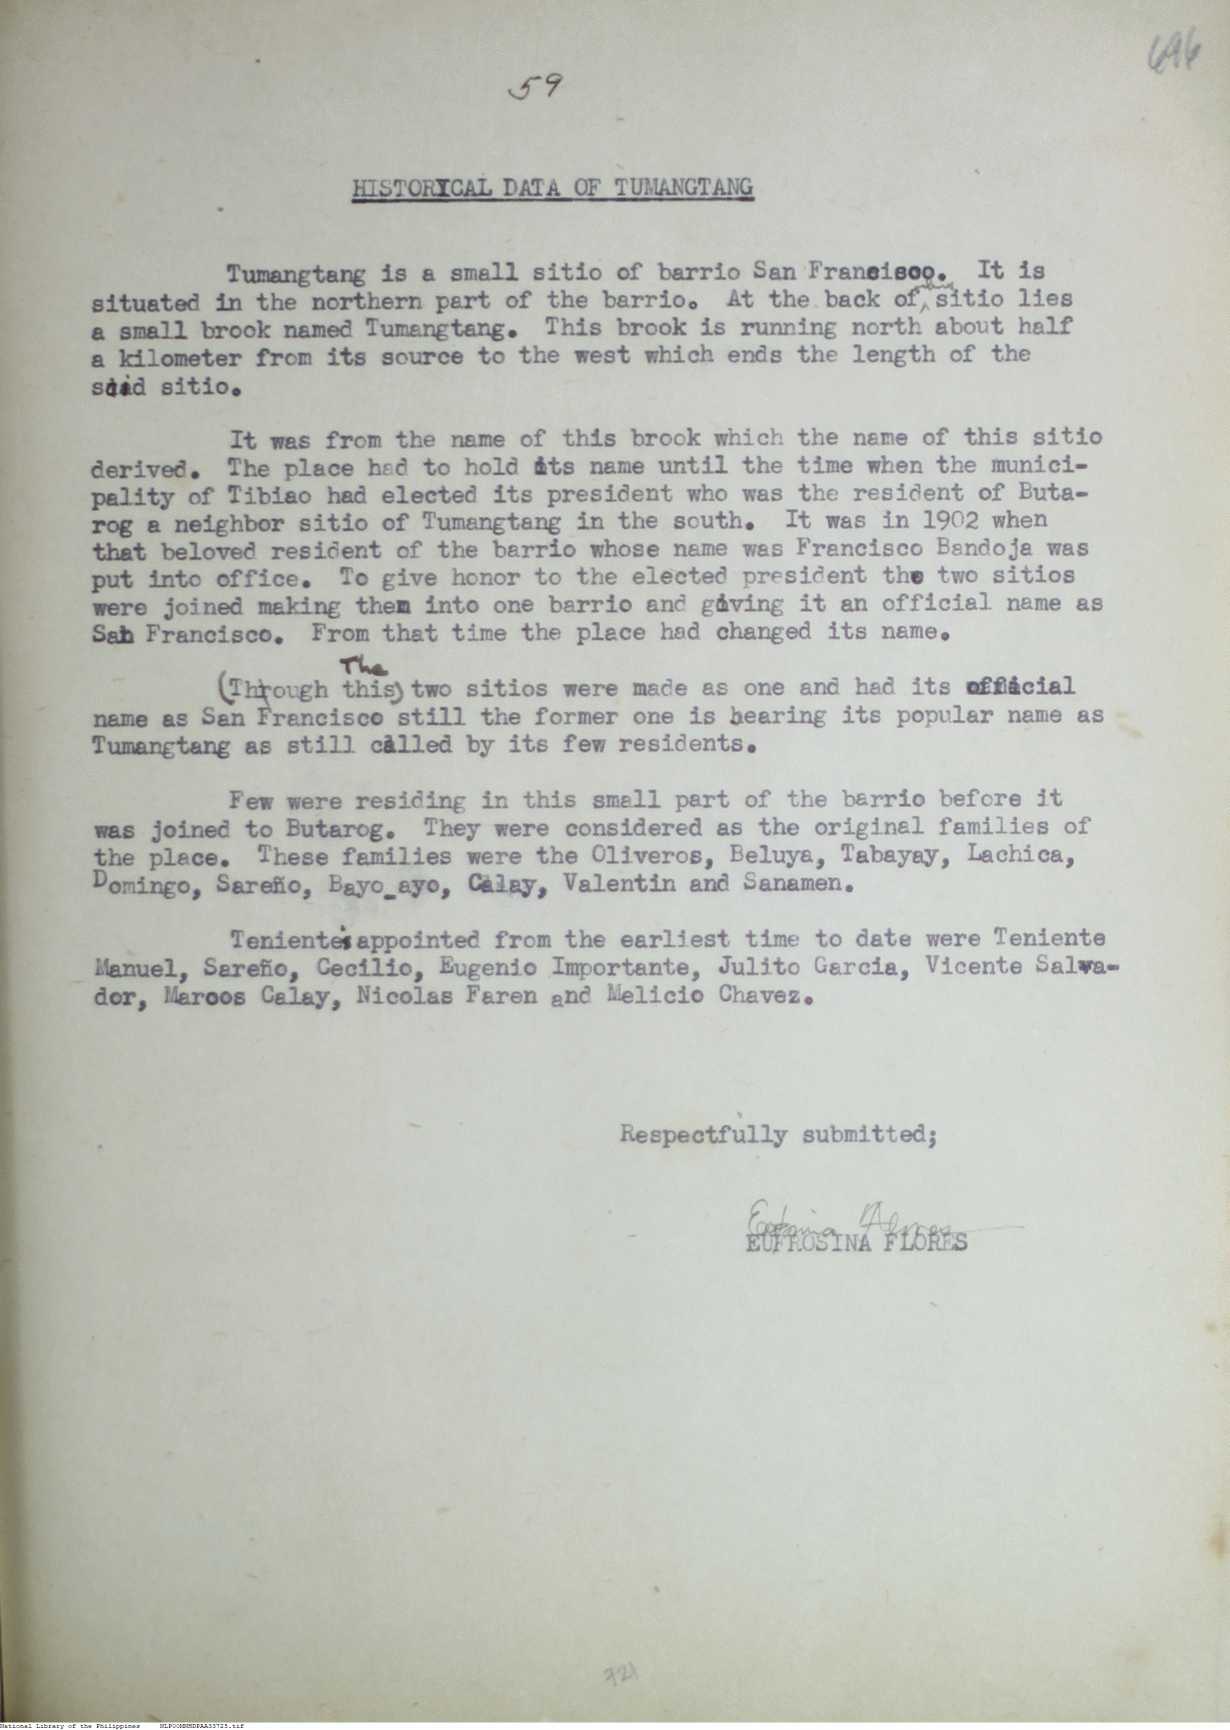 696
59
HISTORICAL DATA OF TUMANGTANG
Tumangtang is a small sitio of barrio San Francisco. It is
situated in the northern part of the barrio. At the back of sitio lies
a small brook named Tumangtang. This brook is running north about half
a kilometer from its source to the west which ends the length of the
said sitio.
It was from the name of this brook which the name of this sitio
derived. The place had to hold its name until the time when the munici-
pality of Tibiao had elected its president who was the resident of Buta-
rog a neighbor sitio of Tumangtang in the south. It was in 1902 when
that beloved resident of the barrio whose name was Francisco Bandoja was
put into office. To give honor to the elected president the two sitios
were joined making them into one barrio and giving it an official name as
San Francisco. From that time the place had changed its name.
The
(Through this) two sitios were made as one and had its official
name as San Francisco still the former one is bearing its popular name as
Tumangtang as still called by its few residents.
Few were residing in this small part of the barrio before it
was joined to Butarog. They were considered as the original families of
the place. These families were the Oliveros, Beluya, Tabayay, Lachica,
Domingo, Sareño, Bayo_ayo, Calay, Valentin and Sanamen.
Tenientes appointed from the earliest time to date were Teniente
Manuel, Sareño, Cecilio, Eugenio Importante, Julito Garcia, Vicente Salva-
dor, Marcos Calay, Nicolas Faren and Melicio Chavez.
Respectfully submitted;
EUFROSINA FLORES
721
National Library of the Philippines NLPOOMNMDPAA33725.tif